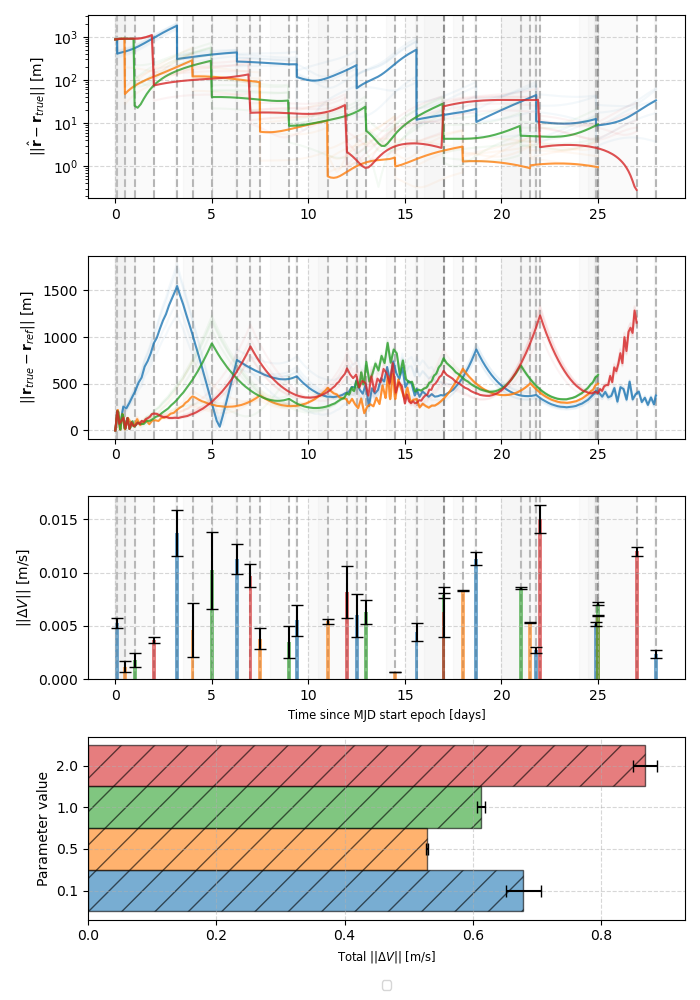 ||r̂ − r_true|| [m]
10³
10²
10¹
10⁰
0 5 10 15 20 25
||r_true − r_ref|| [m]
1500
1000
500
0
0 5 10 15 20 25
||ΔV|| [m/s]
0.015
0.010
0.005
0.000
0 5 10 15 20 25
Time since MJD start epoch [days]
Parameter value
2.0
1.0
0.5
0.1
0.0 0.2 0.4 0.6 0.8
Total ||ΔV|| [m/s]